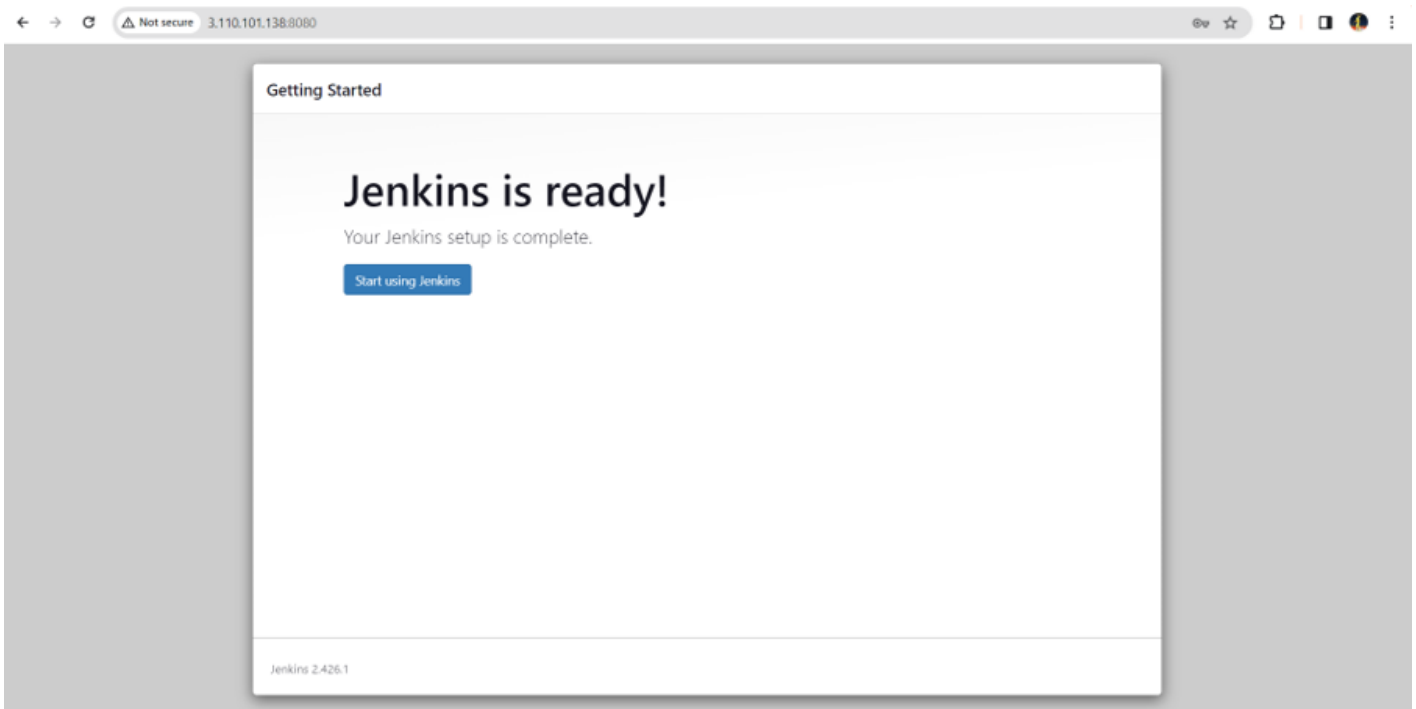 Not secure 3.110.101.138:8080
Getting Started
Jenkins is ready!
Your Jenkins setup is complete.
Start using Jenkins
Jenkins 2.426.1